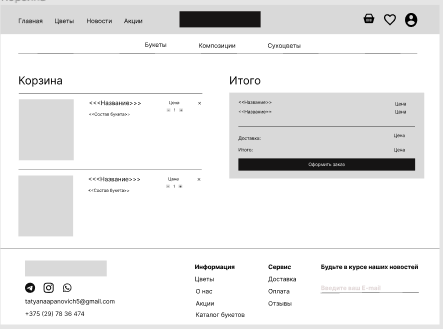 Корзина
Главная Цветы Новости Акции
Букеты Композиции Сухоцветы
Корзина
Итого
<<<Название>>> Цена ×
<<Состав букета>> - 1 +
<<<Название>>> Цена ×
<<Состав букета>> - 1 +
<<Название>> Цена
<<Название>> Цена
Доставка: Цена
Итого: Цена
Оформить заказ
tatyanaapanovich5@gmail.com
+375 (29) 78 36 474
Информация
Цветы
О нас
Акции
Каталог букетов
Сервис
Доставка
Оплата
Отзывы
Будьте в курсе наших новостей
Введите ваш E-mail